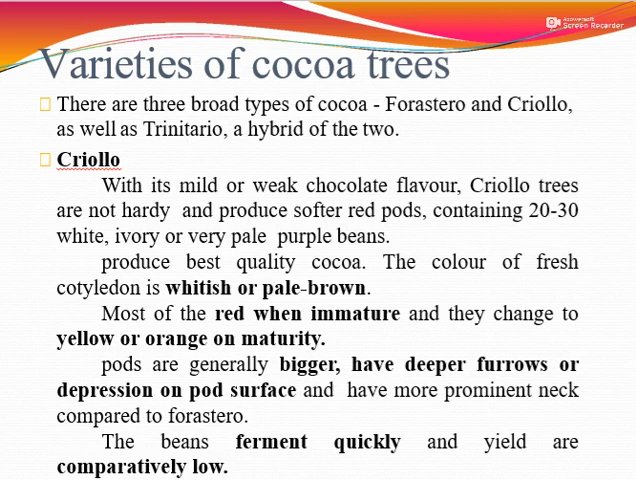 Apowersoft
Screen Recorder
Varieties of cocoa trees
There are three broad types of cocoa - Forastero and Criollo,
as well as Trinitario, a hybrid of the two.
Criollo
With its mild or weak chocolate flavour, Criollo trees
are not hardy and produce softer red pods, containing 20-30
white, ivory or very pale purple beans.
produce best quality cocoa. The colour of fresh
cotyledon is whitish or pale-brown.
Most of the red when immature and they change to
yellow or orange on maturity.
pods are generally bigger, have deeper furrows or
depression on pod surface and have more prominent neck
compared to forastero.
The beans ferment quickly and yield are
comparatively low.